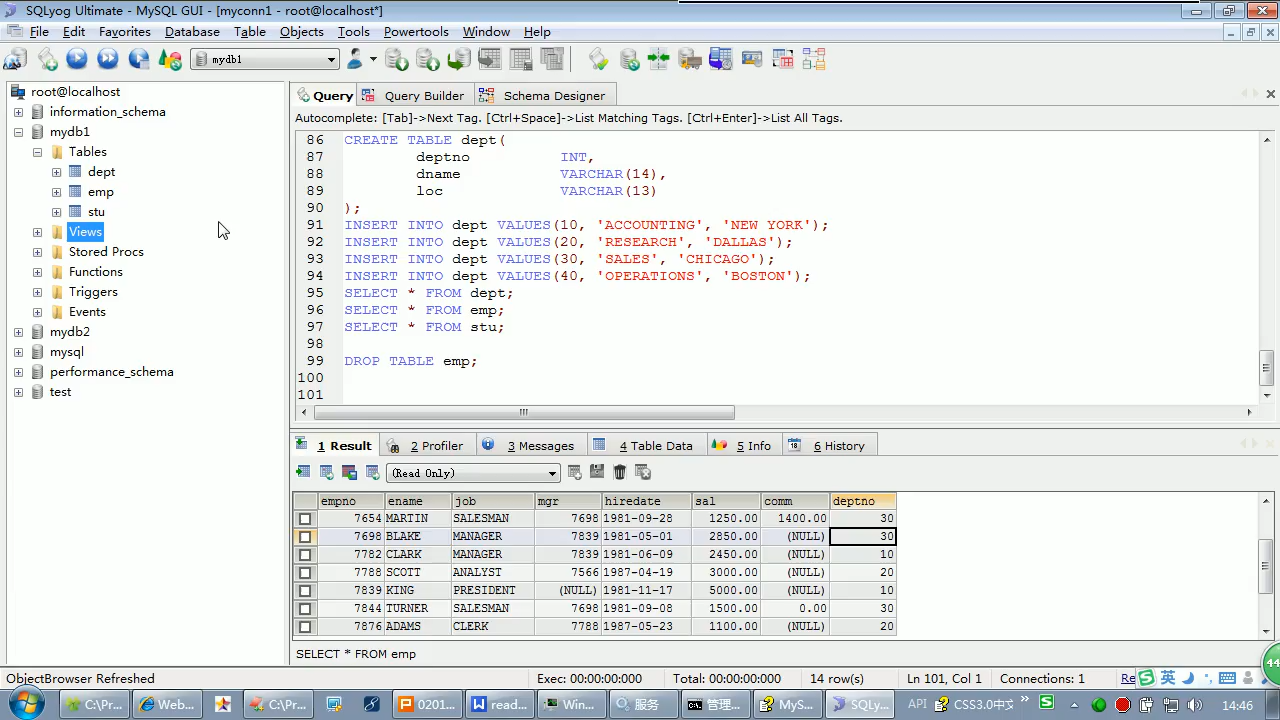 SQLyog Ultimate - MySQL GUI - [myconn1 - root@localhost*]
File Edit Favorites Database Table Objects Tools Powertools Window Help
mydb1
root@localhost
information_schema
mydb1
Tables
dept
emp
stu
Views
Stored Procs
Functions
Triggers
Events
mydb2
mysql
performance_schema
test
Query Query Builder Schema Designer
Autocomplete: [Tab]->Next Tag. [Ctrl+Space]->List Matching Tags. [Ctrl+Enter]->List All Tags.
86 CREATE TABLE dept(
87 deptno INT,
88 dname VARCHAR(14),
89 loc VARCHAR(13)
90 );
91 INSERT INTO dept VALUES(10, 'ACCOUNTING', 'NEW YORK');
92 INSERT INTO dept VALUES(20, 'RESEARCH', 'DALLAS');
93 INSERT INTO dept VALUES(30, 'SALES', 'CHICAGO');
94 INSERT INTO dept VALUES(40, 'OPERATIONS', 'BOSTON');
95 SELECT * FROM dept;
96 SELECT * FROM emp;
97 SELECT * FROM stu;
98
99 DROP TABLE emp;
100
101
1 Result 2 Profiler 3 Messages 4 Table Data 5 Info 6 History
(Read Only)
empno ename job mgr hiredate sal comm deptno
7654 MARTIN SALESMAN 7698 1981-09-28 1250.00 1400.00 30
7698 BLAKE MANAGER 7839 1981-05-01 2850.00 (NULL) 30
7782 CLARK MANAGER 7839 1981-06-09 2450.00 (NULL) 10
7788 SCOTT ANALYST 7566 1987-04-19 3000.00 (NULL) 20
7839 KING PRESIDENT (NULL) 1981-11-17 5000.00 (NULL) 10
7844 TURNER SALESMAN 7698 1981-09-08 1500.00 0.00 30
7876 ADAMS CLERK 7788 1987-05-23 1100.00 (NULL) 20
SELECT * FROM emp
44
ObjectBrowser Refreshed Exec: 00:00:00:000 Total: 00:00:00:000 14 row(s) Ln 101, Col 1 Connections: 1 Re 英
C:\Pr... Web... C:\Pr... 0201... read... Win... 服务 管理... MyS... SQLy... API CSS3.0中文 14:46